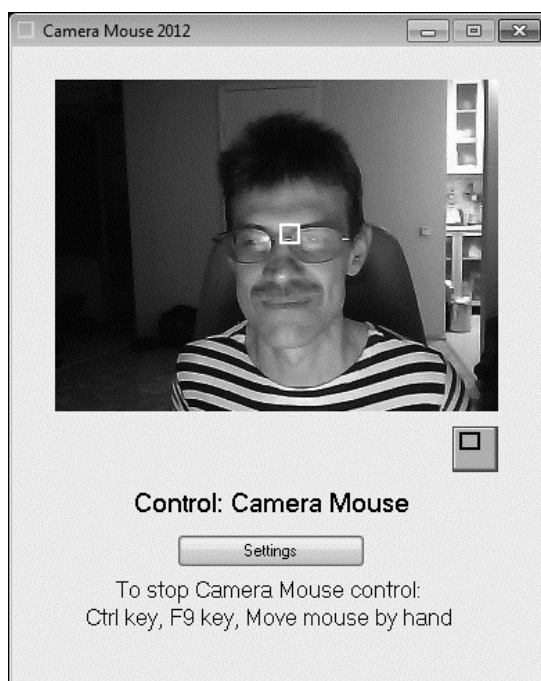 Camera Mouse 2012
Control: Camera Mouse
Settings
To stop Camera Mouse control:
Ctrl key, F9 key, Move mouse by hand